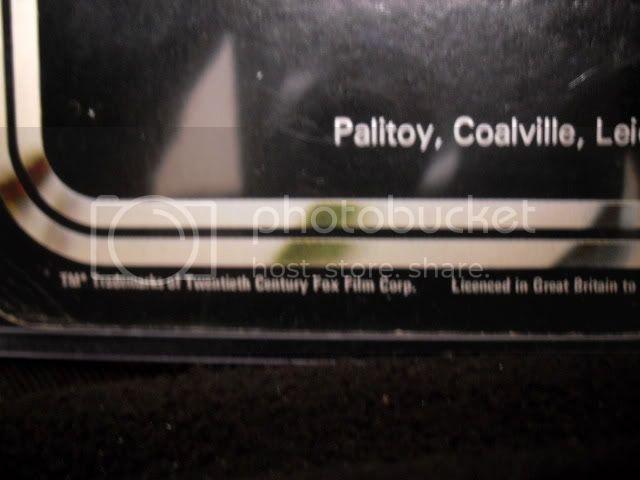 Palitoy, Coalville, Lei
photobucket
host. store. share.
TM* Trademarks of Twentieth Century Fox Film Corp. Licenced in Great Britain to